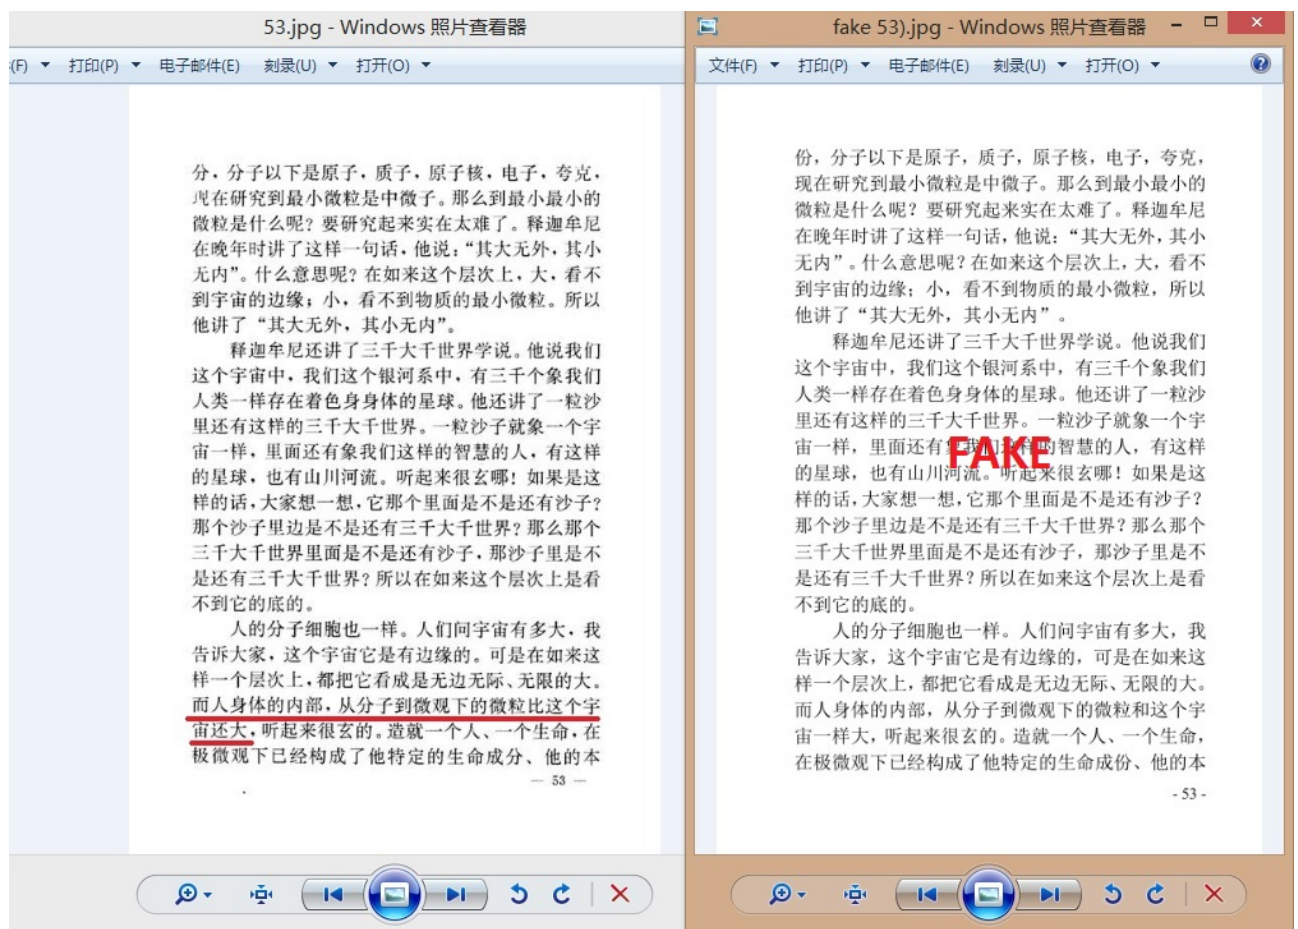 53.jpg - Windows 照片查看器
(F) 打印(P) 电子邮件(E) 刻录(U) 打开(O)
分，分子以下是原子，质子，原子核，电子，夸克，
现在研究到最小微粒是中微子。那么到最小最小的
微粒是什么呢？要研究起来实在太难了。释迦牟尼
在晚年时讲了这样一句话，他说：“其大无外，其小
无内”。什么意思呢？在如来这个层次上，大，看不
到宇宙的边缘；小，看不到物质的最小微粒。所以
他讲了“其大无外，其小无内”。
释迦牟尼还讲了三千大千世界学说。他说我们
这个宇宙中，我们这个银河系中，有三千个象我们
人类一样存在着色身身体的星球。他还讲了一粒沙
里还有这样的三千大千世界。一粒沙子就象一个宇
宙一样，里面还有象我们这样的智慧的人，有这样
的星球，也有山川河流。听起来很玄哪！如果是这
样的话，大家想一想，它那个里面是不是还有沙子？
那个沙子里边是不是还有三千大千世界？那么那个
三千大千世界里面是不是还有沙子，那沙子里是不
是还有三千大千世界？所以在如来这个层次上是看
不到它的底的。
人的分子细胞也一样。人们问宇宙有多大，我
告诉大家，这个宇宙它是有边缘的。可是在如来这
样一个层次上，都把它看成是无边无际、无限的大。
而人身体的内部，从分子到微观下的微粒比这个宇
宙还大，听起来很玄的。造就一个人、一个生命，在
极微观下已经构成了他特定的生命成分、他的本
— 53 —
fake 53).jpg - Windows 照片查看器
文件(F) 打印(P) 电子邮件(E) 刻录(U) 打开(O)
份，分子以下是原子，质子，原子核，电子，夸克，
现在研究到最小微粒是中微子。那么到最小最小的
微粒是什么呢？要研究起来实在太难了。释迦牟尼
在晚年时讲了这样一句话，他说：“其大无外，其小
无内”。什么意思呢？在如来这个层次上，大，看不
到宇宙的边缘；小，看不到物质的最小微粒，所以
他讲了“其大无外，其小无内”。
释迦牟尼还讲了三千大千世界学说。他说我们
这个宇宙中，我们这个银河系中，有三千个象我们
人类一样存在着色身身体的星球。他还讲了一粒沙
里还有这样的三千大千世界。一粒沙子就象一个宇
宙一样，里面还有象我们这样的智慧的人，有这样
FAKE
的星球，也有山川河流。听起来很玄哪！如果是这
样的话，大家想一想，它那个里面是不是还有沙子？
那个沙子里边是不是还有三千大千世界？那么那个
三千大千世界里面是不是还有沙子，那沙子里是不
是还有三千大千世界？所以在如来这个层次上是看
不到它的底的。
人的分子细胞也一样。人们问宇宙有多大，我
告诉大家，这个宇宙它是有边缘的，可是在如来这
样一个层次上，都把它看成是无边无际、无限的大。
而人身体的内部，从分子到微观下的微粒和这个宇
宙一样大，听起来很玄的。造就一个人、一个生命，
在极微观下已经构成了他特定的生命成份、他的本
- 53 -